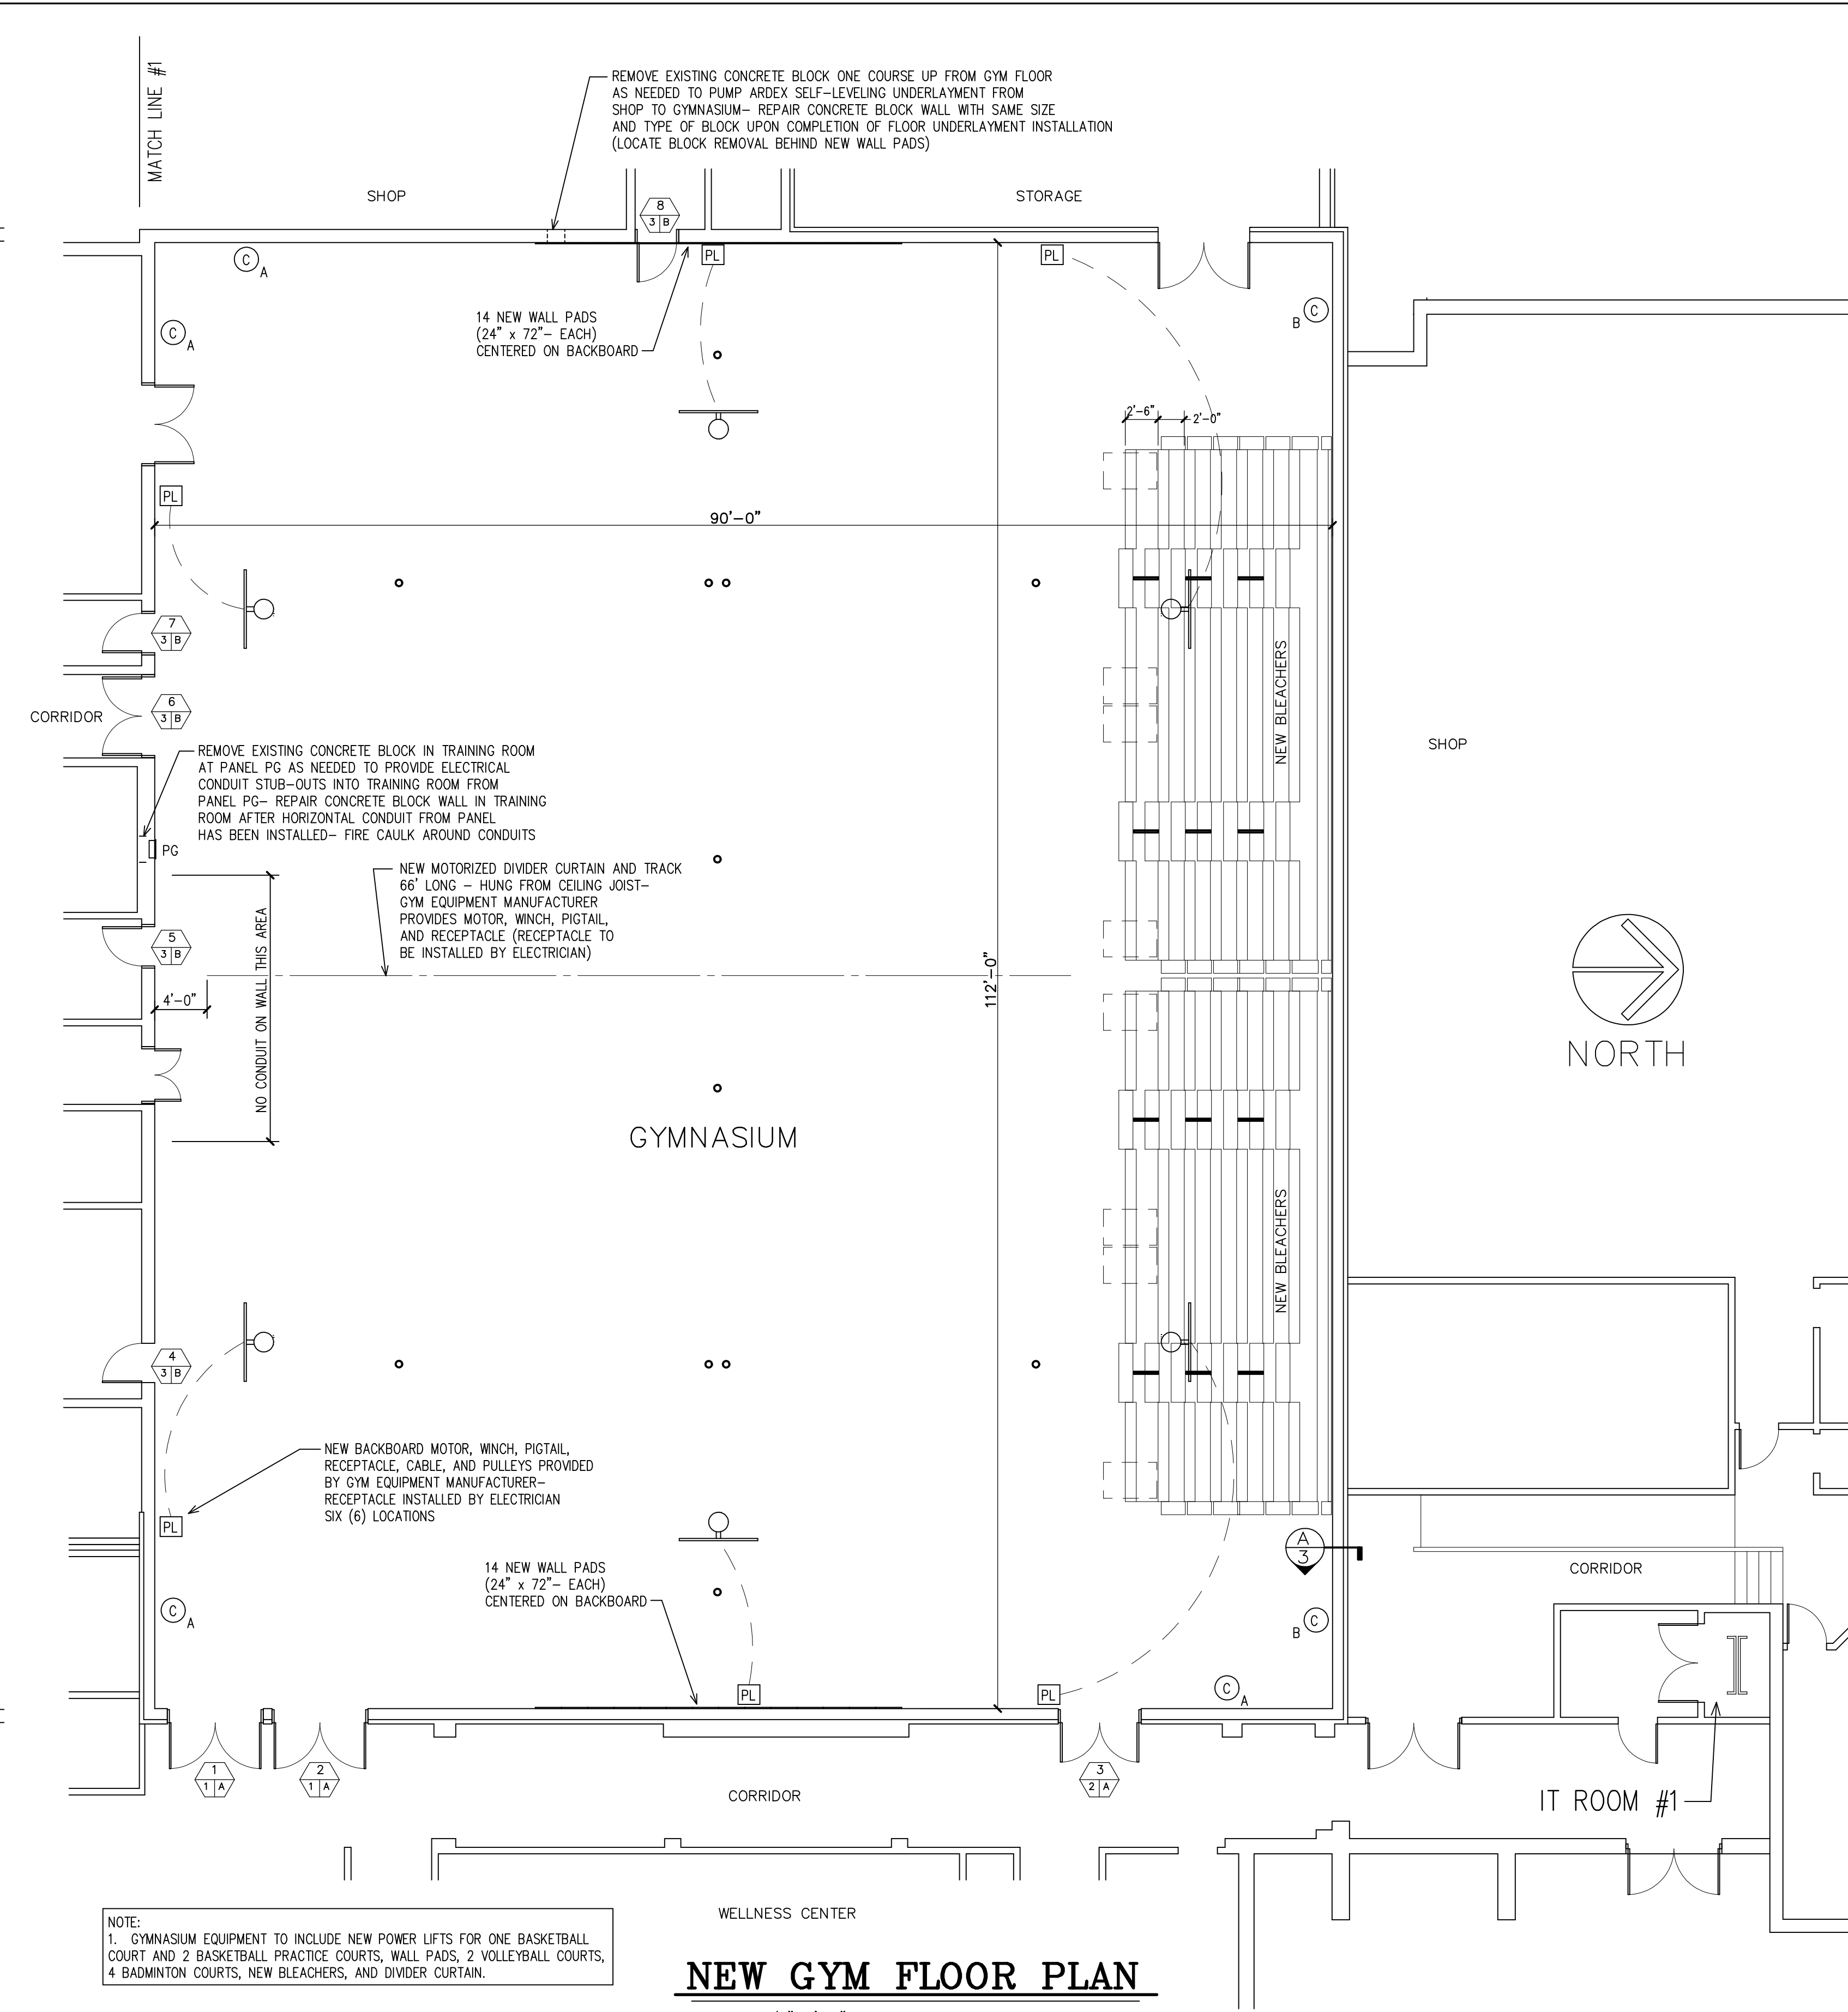 MATCH LINE #1
REMOVE EXISTING CONCRETE BLOCK ONE COURSE UP FROM GYM FLOOR
AS NEEDED TO PUMP ARDEX SELF-LEVELING UNDERLAYMENT FROM
SHOP TO GYMNASIUM- REPAIR CONCRETE BLOCK WALL WITH SAME SIZE
AND TYPE OF BLOCK UPON COMPLETION OF FLOOR UNDERLAYMENT INSTALLATION
(LOCATE BLOCK REMOVAL BEHIND NEW WALL PADS)
SHOP
STORAGE
8
3 B
C
A
PL
PL
C
B
C
A
14 NEW WALL PADS
(24" x 72"- EACH)
CENTERED ON BACKBOARD
2'-6"
2'-0"
PL
90'-0"
7
3 B
6
3 B
CORRIDOR
NEW BLEACHERS
SHOP
REMOVE EXISTING CONCRETE BLOCK IN TRAINING ROOM
AT PANEL PG AS NEEDED TO PROVIDE ELECTRICAL
CONDUIT STUB-OUTS INTO TRAINING ROOM FROM
PANEL PG- REPAIR CONCRETE BLOCK WALL IN TRAINING
ROOM AFTER HORIZONTAL CONDUIT FROM PANEL
HAS BEEN INSTALLED- FIRE CAULK AROUND CONDUITS
PG
NEW MOTORIZED DIVIDER CURTAIN AND TRACK
66' LONG - HUNG FROM CEILING JOIST-
GYM EQUIPMENT MANUFACTURER
PROVIDES MOTOR, WINCH, PIGTAIL,
AND RECEPTACLE (RECEPTACLE TO
BE INSTALLED BY ELECTRICIAN)
5
3 B
NO CONDUIT ON WALL THIS AREA
4'-0"
112'-0"
NORTH
GYMNASIUM
NEW BLEACHERS
4
3 B
NEW BACKBOARD MOTOR, WINCH, PIGTAIL,
RECEPTACLE, CABLE, AND PULLEYS PROVIDED
BY GYM EQUIPMENT MANUFACTURER-
RECEPTACLE INSTALLED BY ELECTRICIAN
SIX (6) LOCATIONS
PL
A
3
CORRIDOR
14 NEW WALL PADS
(24" x 72"- EACH)
CENTERED ON BACKBOARD
C
A
C
B
PL
PL
C
A
1
1 A
2
1 A
3
2 A
CORRIDOR
IT ROOM #1
WELLNESS CENTER
NOTE:
1. GYMNASIUM EQUIPMENT TO INCLUDE NEW POWER LIFTS FOR ONE BASKETBALL
COURT AND 2 BASKETBALL PRACTICE COURTS, WALL PADS, 2 VOLLEYBALL COURTS,
4 BADMINTON COURTS, NEW BLEACHERS, AND DIVIDER CURTAIN.
NEW GYM FLOOR PLAN